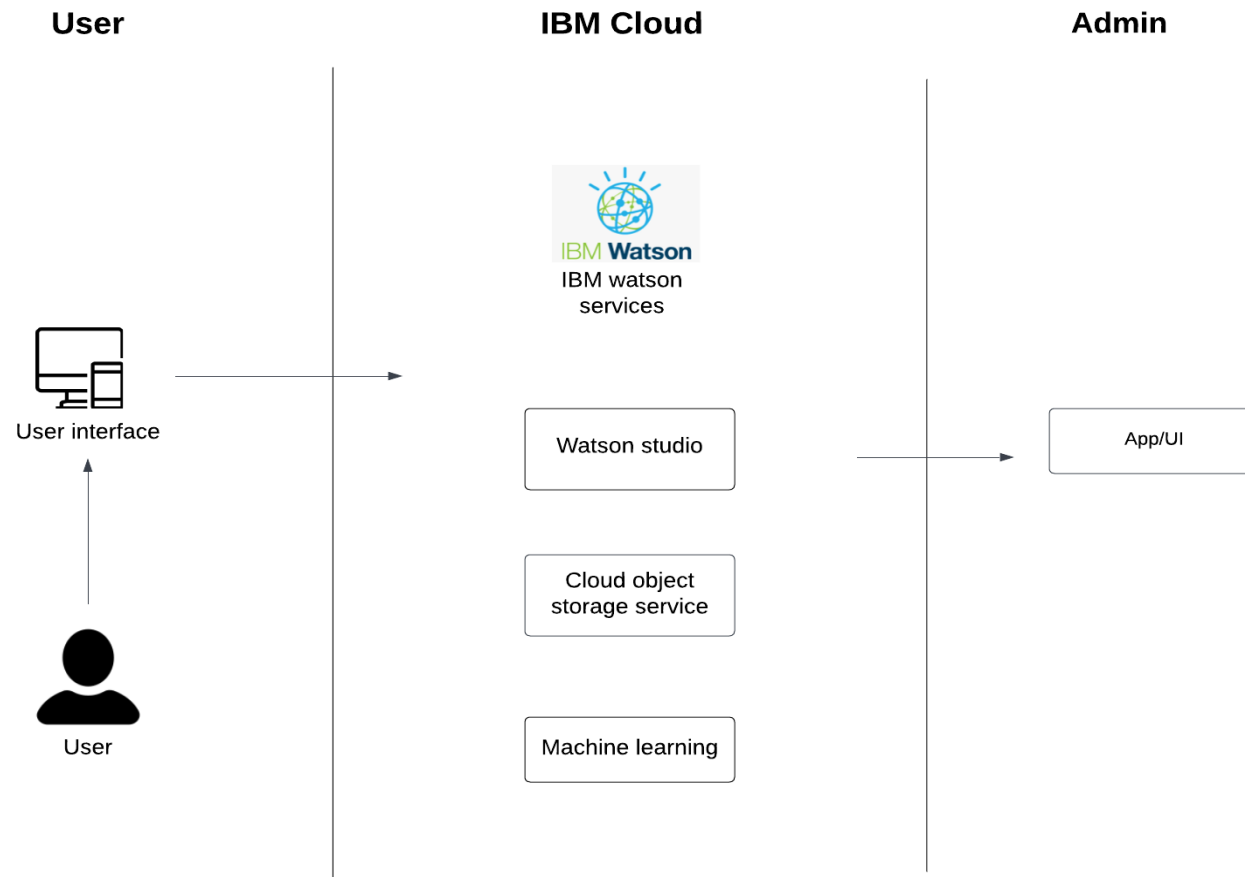 User
IBM Cloud
Admin
IBM Watson
IBM watson
services
User interface
Watson studio
App/UI
Cloud object
storage service
User
Machine learning